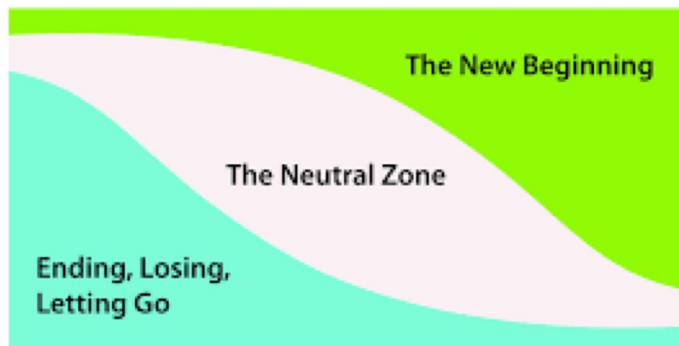 The New Beginning
The Neutral Zone
Ending, Losing,
Letting Go